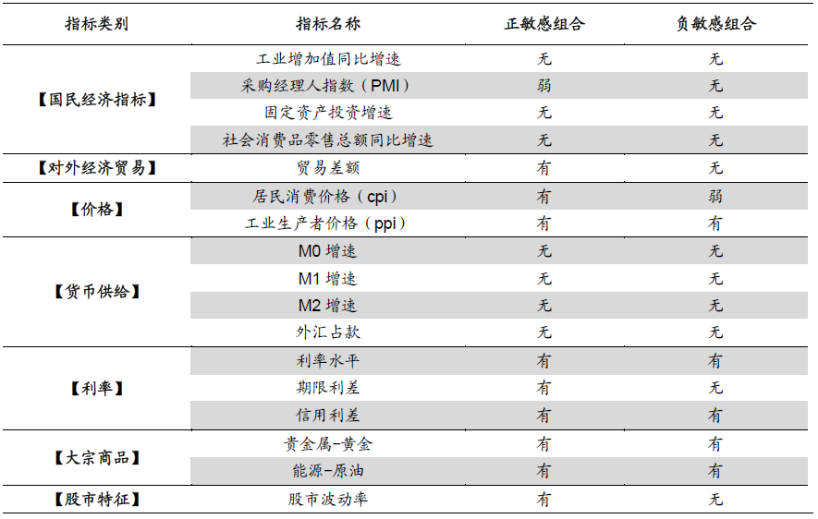 指标类别 指标名称 正敏感组合 负敏感组合
【国民经济指标】 工业增加值同比增速 无 无
采购经理人指数（PMI） 弱 无
固定资产投资增速 无 无
社会消费品零售总额同比增速 无 无
【对外经济贸易】 贸易差额 有 无
【价格】 居民消费价格（cpi） 有 弱
工业生产者价格（ppi） 有 有
【货币供给】 M0 增速 无 无
M1 增速 无 无
M2 增速 无 无
外汇占款 无 无
【利率】 利率水平 有 有
期限利差 有 无
信用利差 有 有
【大宗商品】 贵金属-黄金 有 有
能源-原油 有 有
【股市特征】 股市波动率 有 无